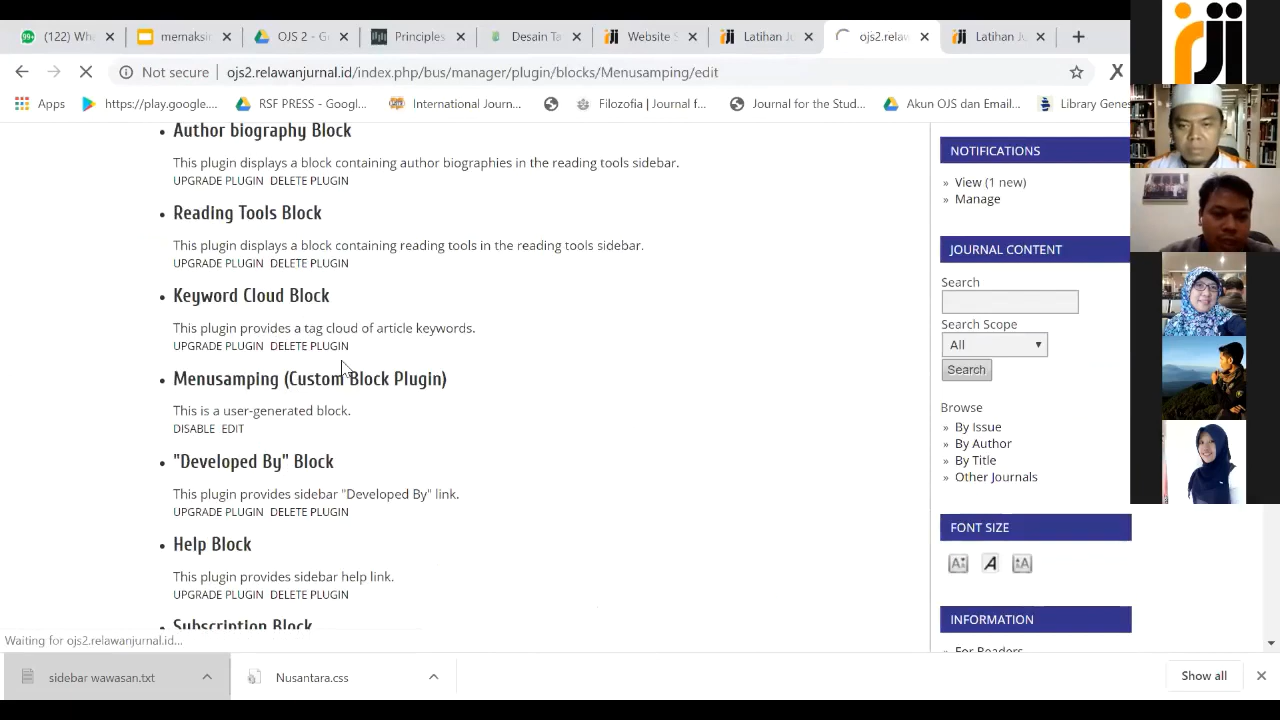 (122) Wha
memaksin
OJS 2 - Go
Principles
Desain Ta
Website S
Latihan Ju
ojs2.relaw
Latihan Ju
Not secure
ojs2.relawanjurnal.id/index.php/bus/manager/plugin/blocks/Menusamping/edit
Apps
https://play.google....
RSF PRESS - Googl...
International Journ...
Filozofia | Journal f...
Journal for the Stud...
Akun OJS dan Email...
Library Genes
Author biography Block
This plugin displays a block containing author biographies in the reading tools sidebar.
UPGRADE PLUGIN DELETE PLUGIN
Reading Tools Block
This plugin displays a block containing reading tools in the reading tools sidebar.
UPGRADE PLUGIN DELETE PLUGIN
Keyword Cloud Block
This plugin provides a tag cloud of article keywords.
UPGRADE PLUGIN DELETE PLUGIN
Menusamping (Custom Block Plugin)
This is a user-generated block.
DISABLE EDIT
"Developed By" Block
This plugin provides sidebar "Developed By" link.
UPGRADE PLUGIN DELETE PLUGIN
Help Block
This plugin provides sidebar help link.
UPGRADE PLUGIN DELETE PLUGIN
Subscription Block
NOTIFICATIONS
» View (1 new)
» Manage
JOURNAL CONTENT
Search
Search Scope
All
Search
Browse
» By Issue
» By Author
» By Title
» Other Journals
FONT SIZE
A A A
INFORMATION
For Readers
Waiting for ojs2.relawanjurnal.id...
sidebar wawasan.txt
Nusantara.css
Show all
rji